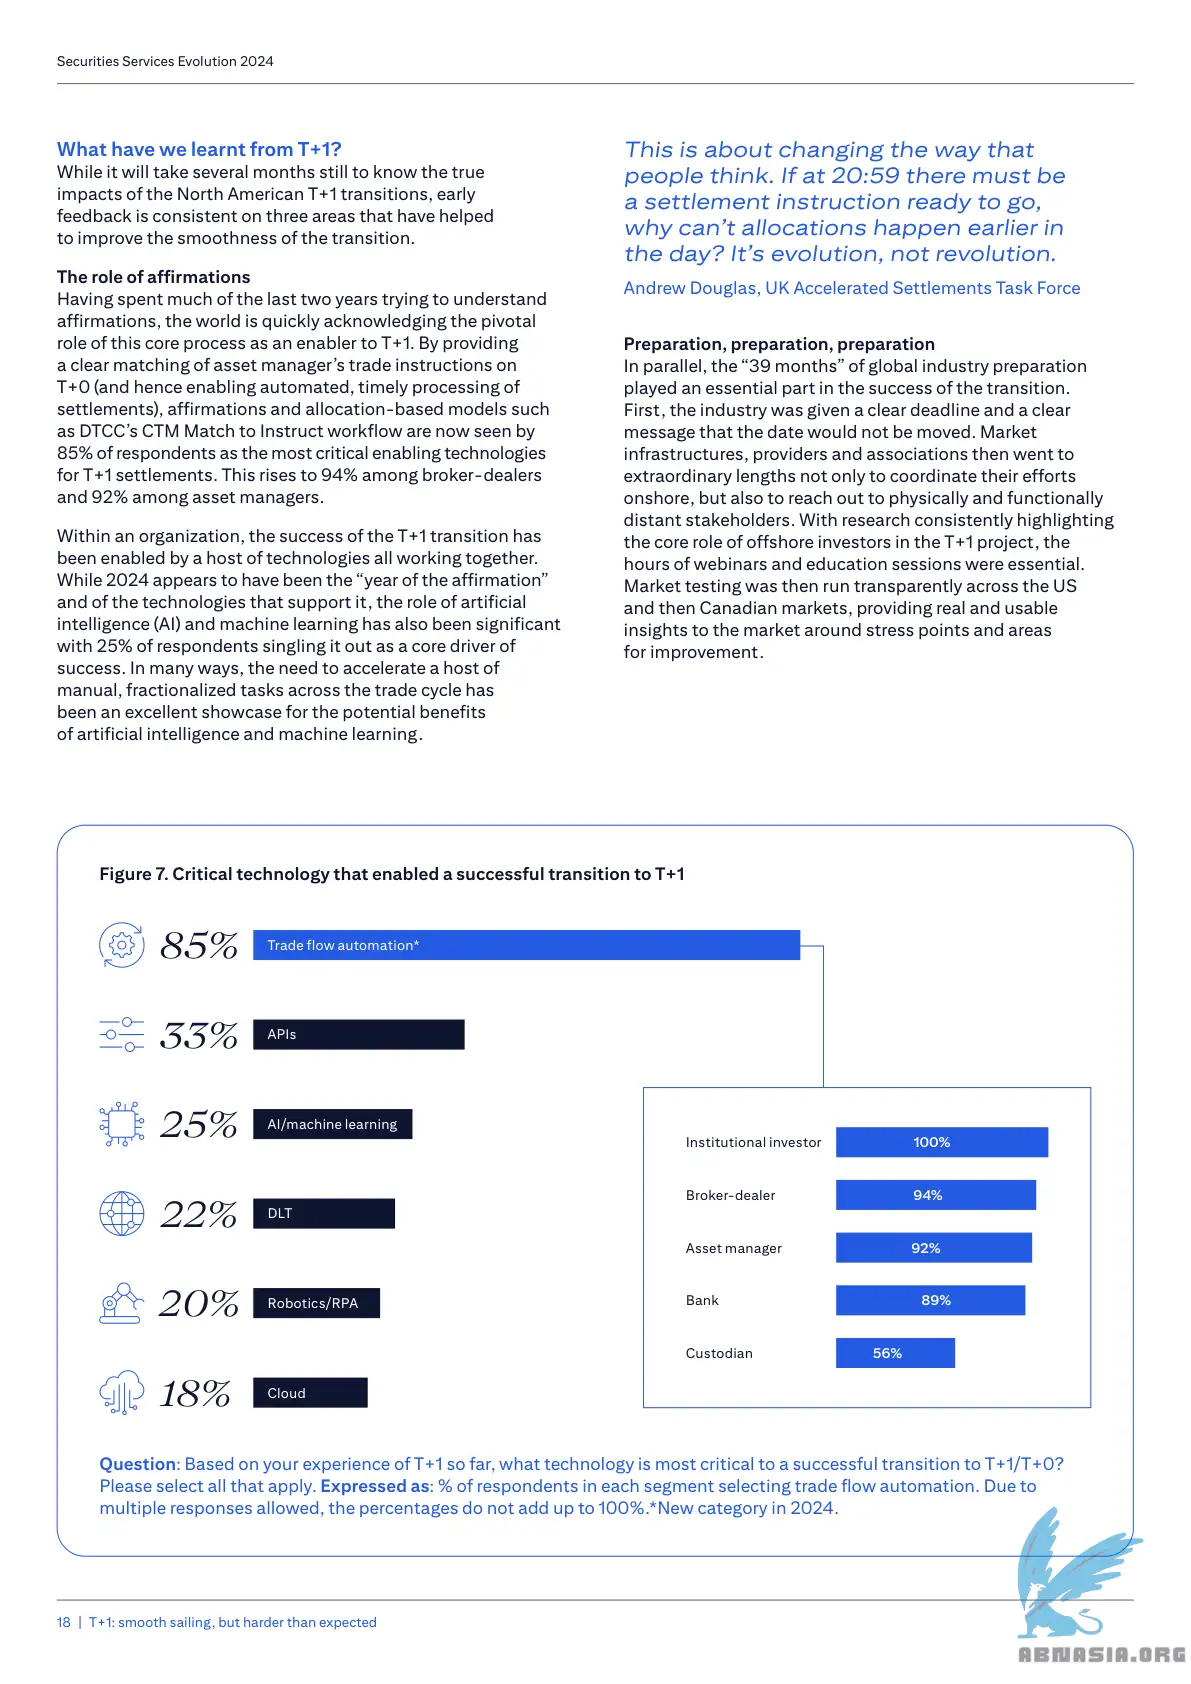 Securities Services Evolution 2024
What have we learnt from T+1?
While it will take several months still to know the true
impacts of the North American T+1 transitions, early
feedback is consistent on three areas that have helped
to improve the smoothness of the transition.
The role of affirmations
Having spent much of the last two years trying to understand
affirmations, the world is quickly acknowledging the pivotal
role of this core process as an enabler to T+1. By providing
a clear matching of asset manager's trade instructions on
T+0 (and hence enabling automated, timely processing of
settlements), affirmations and allocation-based models such
as DTCC's CTM Match to Instruct workflow are now seen by
85% of respondents as the most critical enabling technologies
for T+1 settlements. This rises to 94% among broker-dealers
and 92% among asset managers.
Within an organization, the success of the T+1 transition has
been enabled by a host of technologies all working together.
While 2024 appears to have been the “year of the affirmation”
and of the technologies that support it, the role of artificial
intelligence (AI) and machine learning has also been significant
with 25% of respondents singling it out as a core driver of
success. In many ways, the need to accelerate a host of
manual, fractionalized tasks across the trade cycle has
been an excellent showcase for the potential benefits
of artificial intelligence and machine learning.
This is about changing the way that
people think. If at 20:59 there must be
a settlement instruction ready to go,
why can't allocations happen earlier in
the day? It's evolution, not revolution.
Andrew Douglas, UK Accelerated Settlements Task Force
Preparation, preparation, preparation
In parallel, the “39 months” of global industry preparation
played an essential part in the success of the transition.
First, the industry was given a clear deadline and a clear
message that the date would not be moved. Market
infrastructures, providers and associations then went to
extraordinary lengths not only to coordinate their efforts
onshore, but also to reach out to physically and functionally
distant stakeholders. With research consistently highlighting
the core role of offshore investors in the T+1 project, the
hours of webinars and education sessions were essential.
Market testing was then run transparently across the US
and then Canadian markets, providing real and usable
insights to the market around stress points and areas
for improvement.
Figure 7. Critical technology that enabled a successful transition to T+1
85% Trade flow automation*
33% APIs
25% AI/machine learning
22% DLT
20% Robotics/RPA
18% Cloud
Institutional investor 100%
Broker-dealer 94%
Asset manager 92%
Bank 89%
Custodian 56%
Question: Based on your experience of T+1 so far, what technology is most critical to a successful transition to T+1/T+0?
Please select all that apply. Expressed as: % of respondents in each segment selecting trade flow automation. Due to
multiple responses allowed, the percentages do not add up to 100%.*New category in 2024.
18 | T+1: smooth sailing, but harder than expected
ABNASIA.ORG